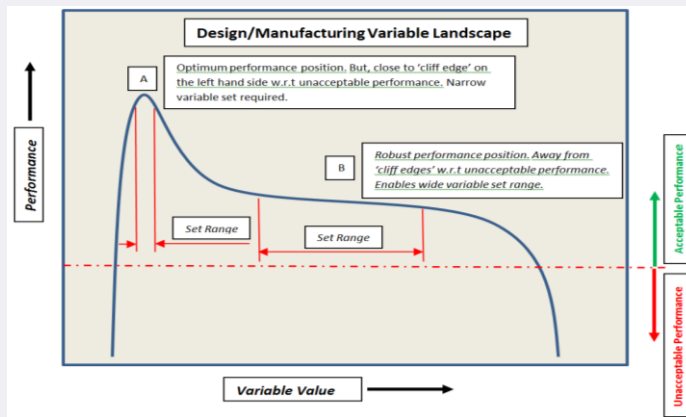 Design/Manufacturing Variable Landscape
A
Optimum performance position. But, close to 'cliff edge' on
the left hand side w.r.t unacceptable performance. Narrow
variable set required.
B
Robust performance position. Away from
'cliff edges' w.r.t unacceptable performance.
Enables wide variable set range.
Performance
Set Range
Set Range
Acceptable Performance
Unacceptable Performance
Variable Value